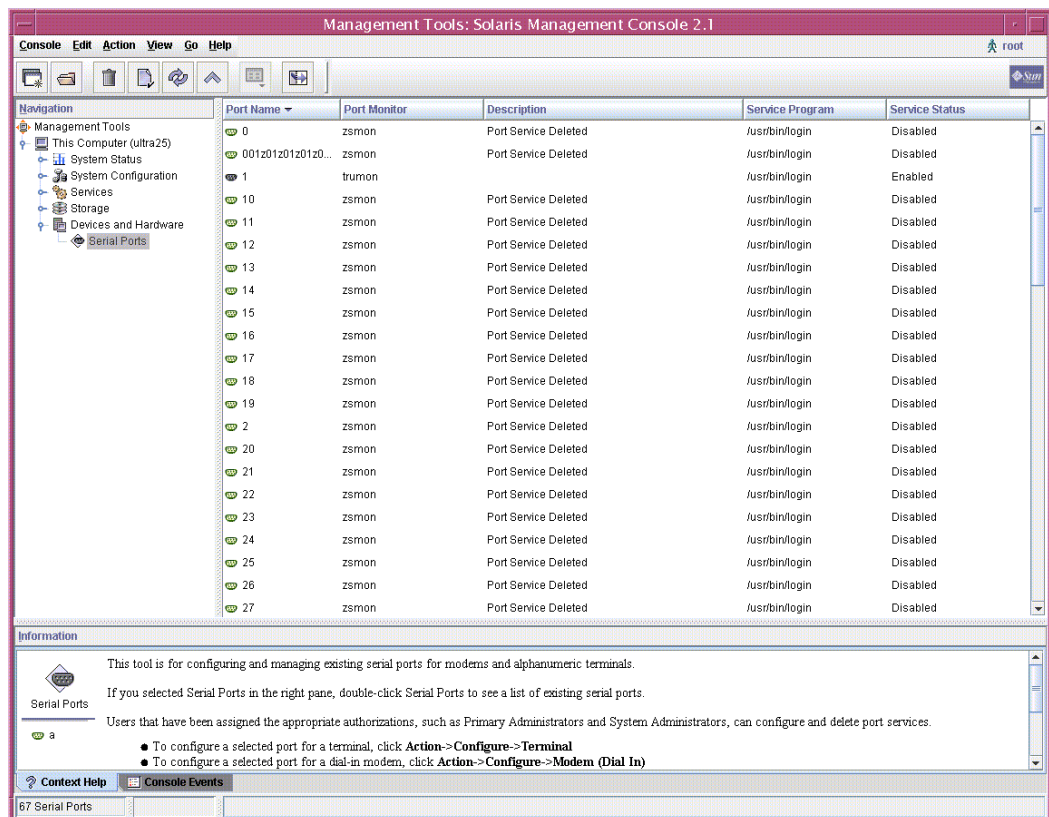 Management Tools: Solaris Management Console 2.1
Console Edit Action View Go Help root
Sun
Navigation
Management Tools
This Computer (ultra25)
System Status
System Configuration
Services
Storage
Devices and Hardware
Serial Ports
Port Name Port Monitor Description Service Program Service Status
0 zsmon Port Service Deleted /usr/bin/login Disabled
001z01z01z01z0... zsmon Port Service Deleted /usr/bin/login Disabled
1 trumon /usr/bin/login Enabled
10 zsmon Port Service Deleted /usr/bin/login Disabled
11 zsmon Port Service Deleted /usr/bin/login Disabled
12 zsmon Port Service Deleted /usr/bin/login Disabled
13 zsmon Port Service Deleted /usr/bin/login Disabled
14 zsmon Port Service Deleted /usr/bin/login Disabled
15 zsmon Port Service Deleted /usr/bin/login Disabled
16 zsmon Port Service Deleted /usr/bin/login Disabled
17 zsmon Port Service Deleted /usr/bin/login Disabled
18 zsmon Port Service Deleted /usr/bin/login Disabled
19 zsmon Port Service Deleted /usr/bin/login Disabled
2 zsmon Port Service Deleted /usr/bin/login Disabled
20 zsmon Port Service Deleted /usr/bin/login Disabled
21 zsmon Port Service Deleted /usr/bin/login Disabled
22 zsmon Port Service Deleted /usr/bin/login Disabled
23 zsmon Port Service Deleted /usr/bin/login Disabled
24 zsmon Port Service Deleted /usr/bin/login Disabled
25 zsmon Port Service Deleted /usr/bin/login Disabled
26 zsmon Port Service Deleted /usr/bin/login Disabled
27 zsmon Port Service Deleted /usr/bin/login Disabled
Information
Serial Ports
a
This tool is for configuring and managing existing serial ports for modems and alphanumeric terminals.
If you selected Serial Ports in the right pane, double-click Serial Ports to see a list of existing serial ports.
Users that have been assigned the appropriate authorizations, such as Primary Administrators and System Administrators, can configure and delete port services.
● To configure a selected port for a terminal, click Action->Configure->Terminal
● To configure a selected port for a dial-in modem, click Action->Configure->Modem (Dial In)
Context Help Console Events
67 Serial Ports